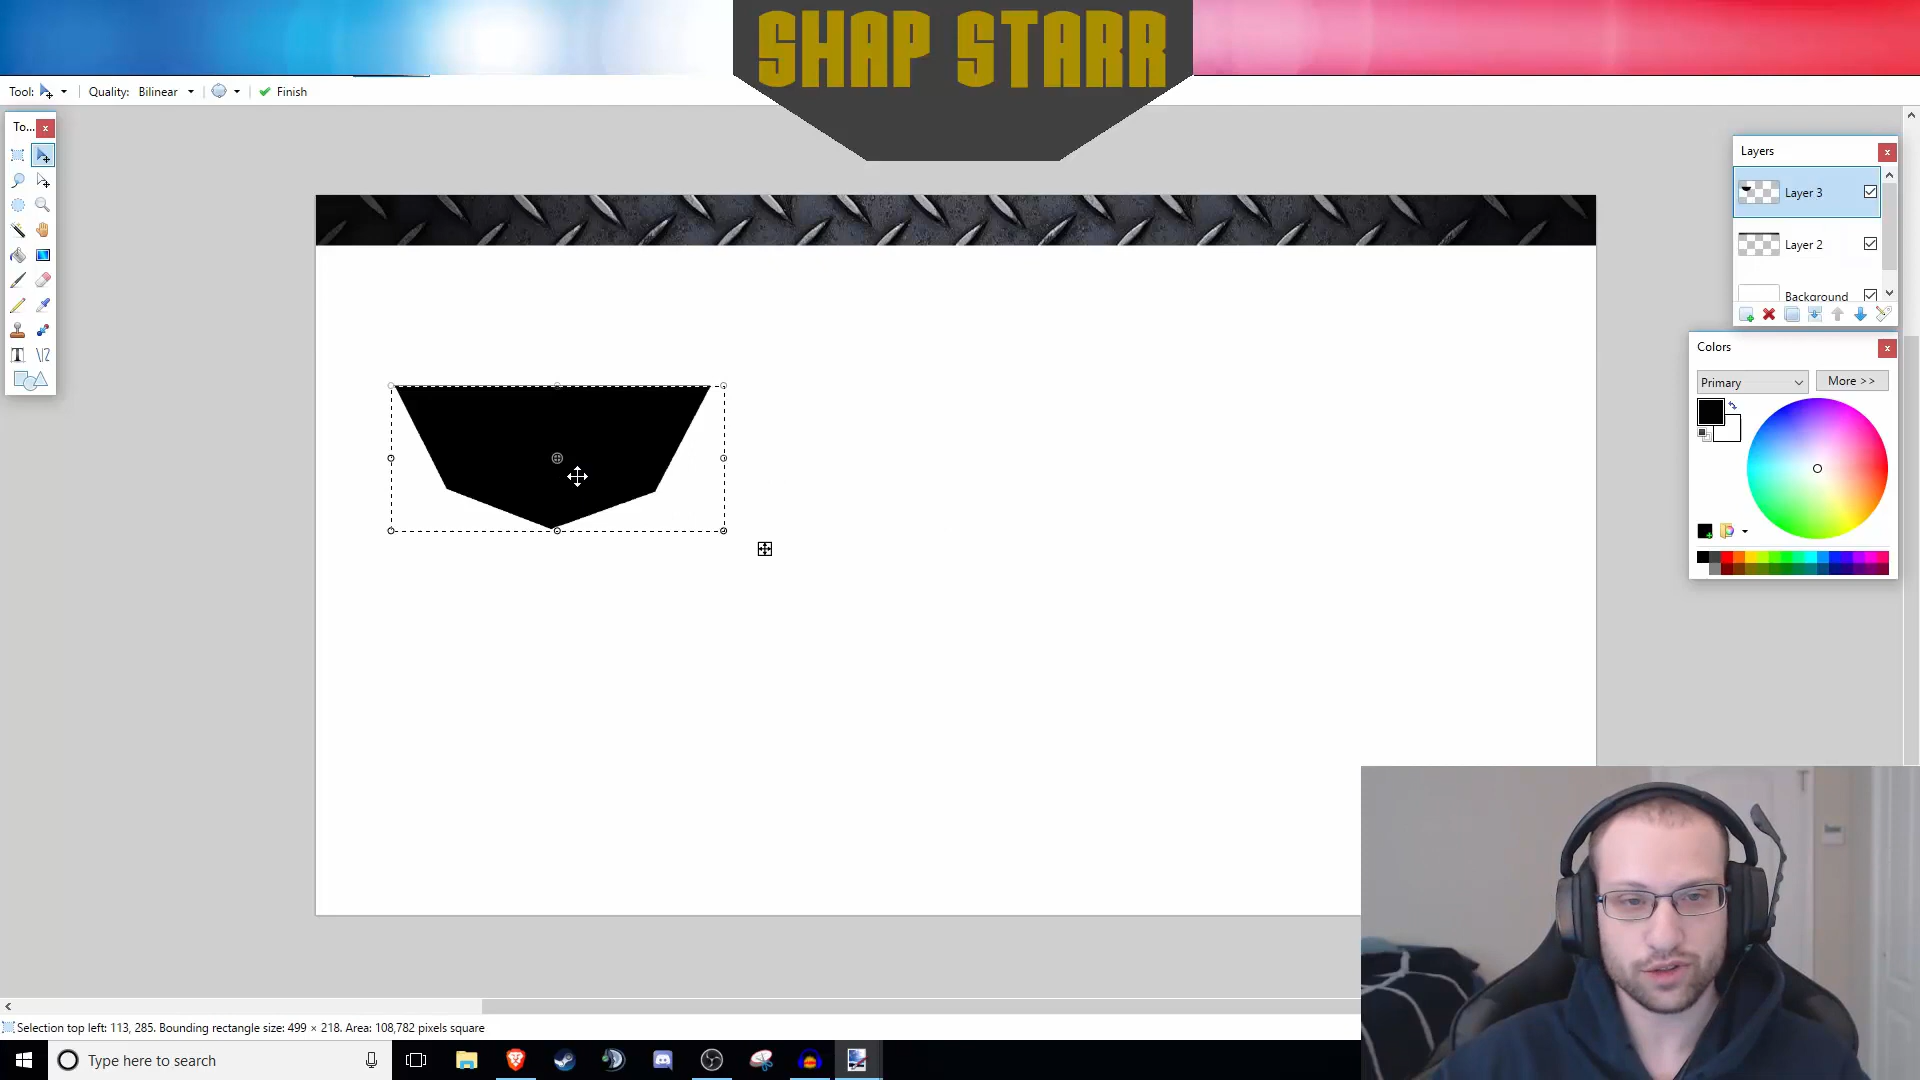 SHAP STARR
Tool:
Quality: Bilinear
Finish
To...
Layers
Layer 3
Layer 2
Background
Colors
Primary
More >>
Selection top left: 113, 285. Bounding rectangle size: 499 × 218. Area: 108,782 pixels square
Type here to search